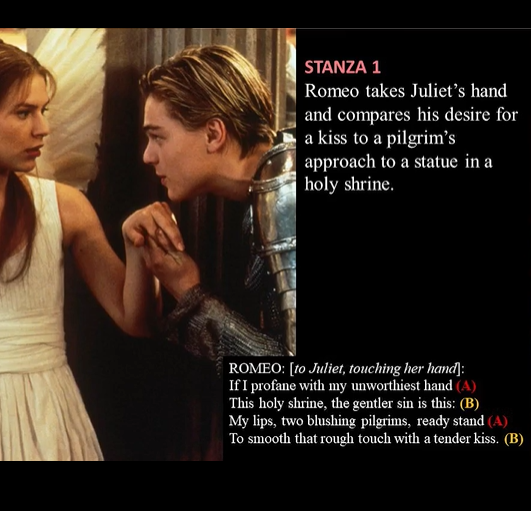 STANZA 1
Romeo takes Juliet's hand
and compares his desire for
a kiss to a pilgrim's
approach to a statue in a
holy shrine.
ROMEO: [to Juliet, touching her hand]:
If I profane with my unworthiest hand (A)
This holy shrine, the gentler sin is this: (B)
My lips, two blushing pilgrims, ready stand (A)
To smooth that rough touch with a tender kiss. (B)